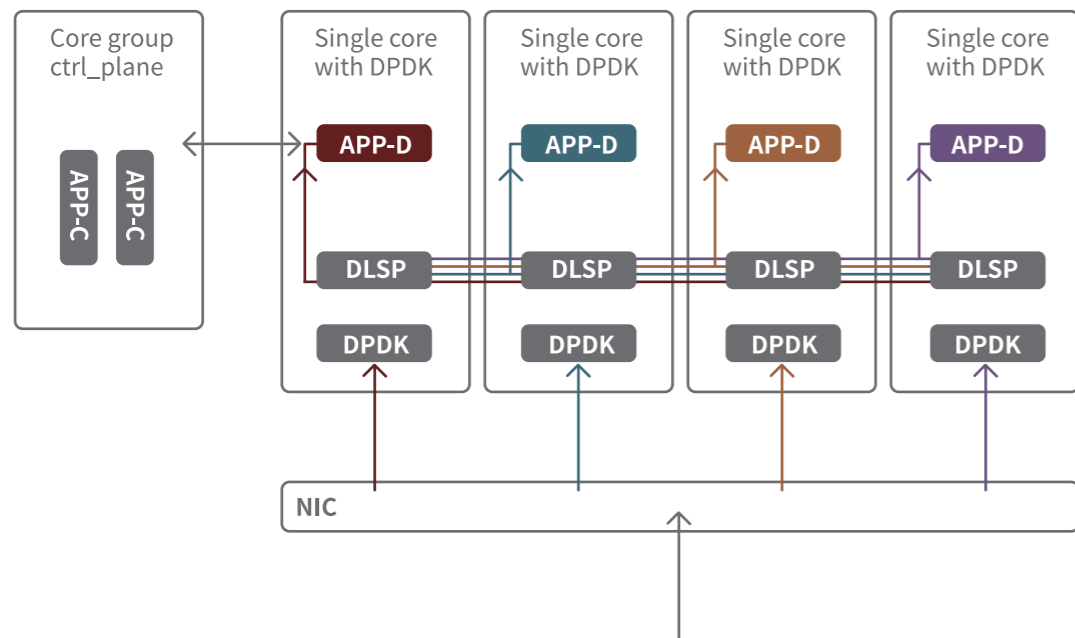 Core group
ctrl_plane
Single core
with DPDK
Single core
with DPDK
Single core
with DPDK
Single core
with DPDK
APP-C
APP-C
APP-D
APP-D
APP-D
APP-D
DLSP
DLSP
DLSP
DLSP
DPDK
DPDK
DPDK
DPDK
NIC